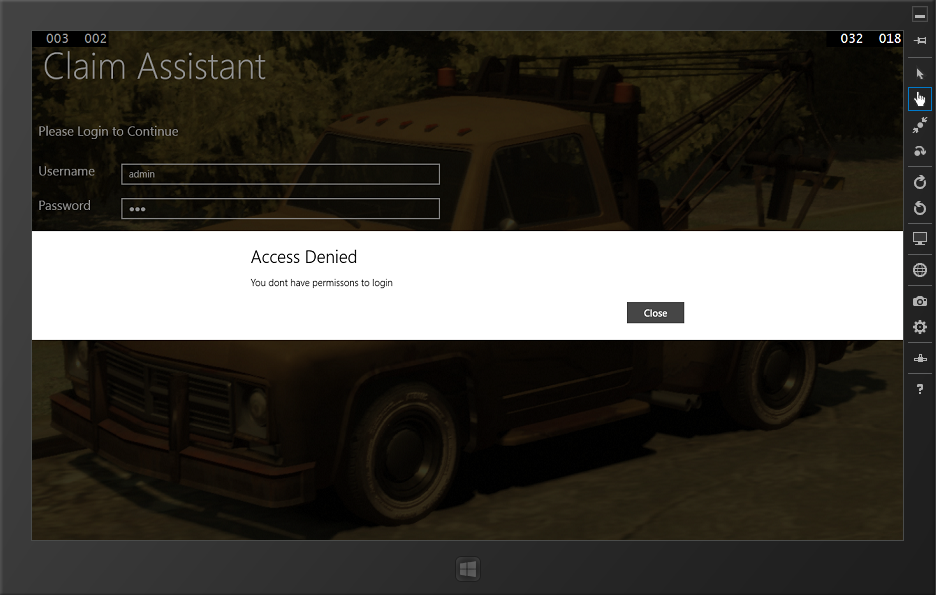 003 002 032 018
Claim Assistant
Please Login to Continue
Username admin
Password •••
Access Denied
You dont have permissons to login
Close
?